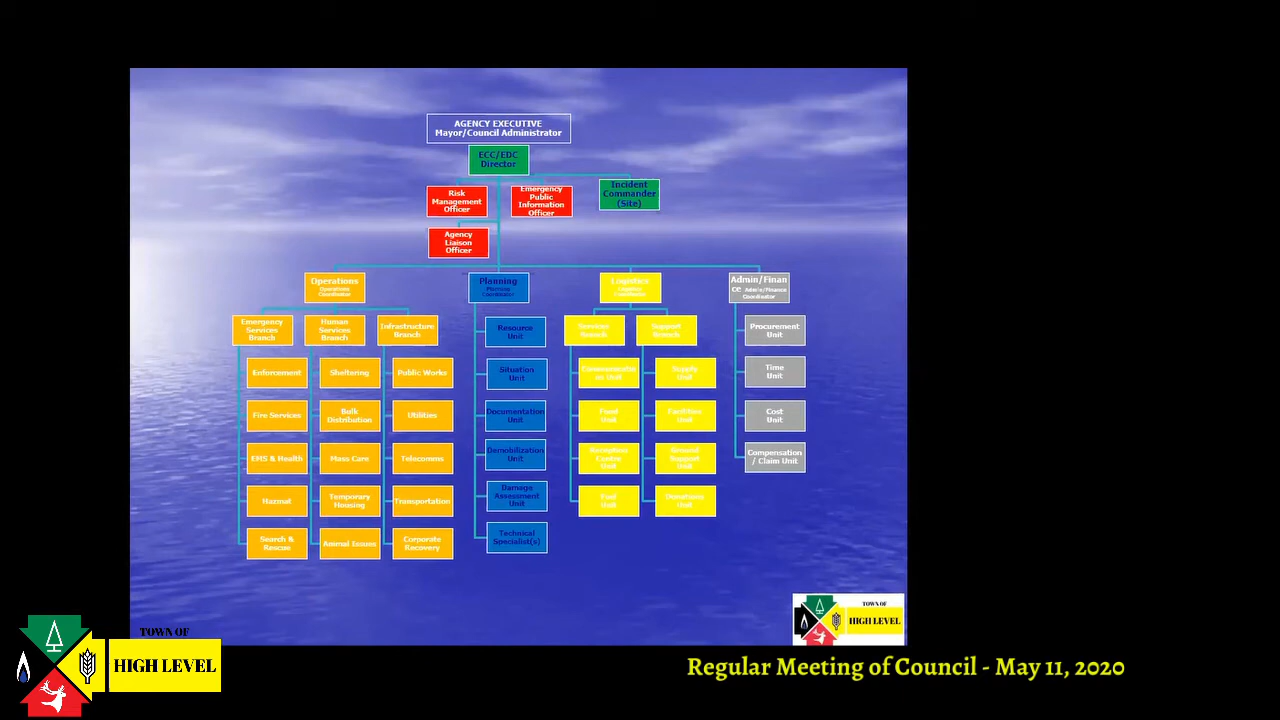 AGENCY EXECUTIVE
Mayor/Council Administrator
ECC/EDC
Director
Risk
Management
Officer
Emergency
Public
Information
Officer
Incident
Commander
(Site)
Agency
Liaison
Officer
Operations
Operations
Coordinator
Planning
Planning
Coordinator
Logistics
Logistics
Coordinator
Admin/Finan
ce Admin/Finance
Coordinator
Emergency
Services
Branch
Human
Services
Branch
Infrastructure
Branch
Enforcement
Sheltering
Public Works
Fire Services
Bulk
Distribution
Utilities
EMS & Health
Mass Care
Telecomms
Hazmat
Temporary
Housing
Transportation
Search &
Rescue
Animal Issues
Corporate
Recovery
Resource
Unit
Situation
Unit
Documentation
Unit
Demobilization
Unit
Damage
Assessment
Unit
Technical
Specialist(s)
Services
Branch
Support
Branch
on Unit
Supply
Unit
Food
Unit
Facilities
Unit
Reception
Centre
Unit
Ground
Support
Unit
Fuel
Unit
Donations
Unit
Procurement
Unit
Time
Unit
Cost
Unit
Compensation
/ Claim Unit
TOWN OF
HIGH LEVEL
TOWN OF
HIGH LEVEL
Regular Meeting of Council - May 11, 2020